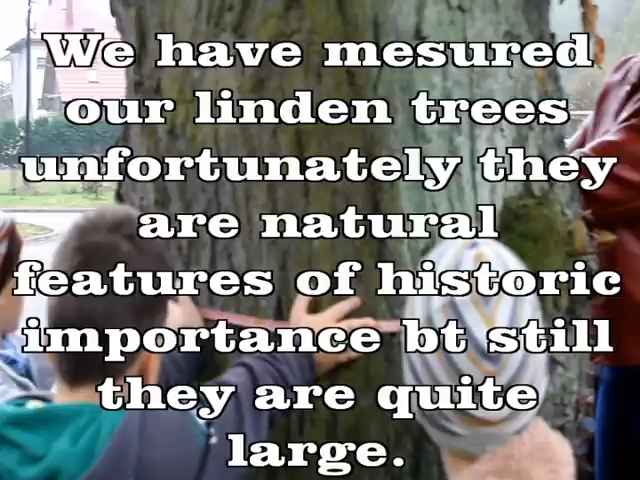 We have mesured
our linden trees
unfortunately they
are natural
features of historic
importance bt still
they are quite
large.